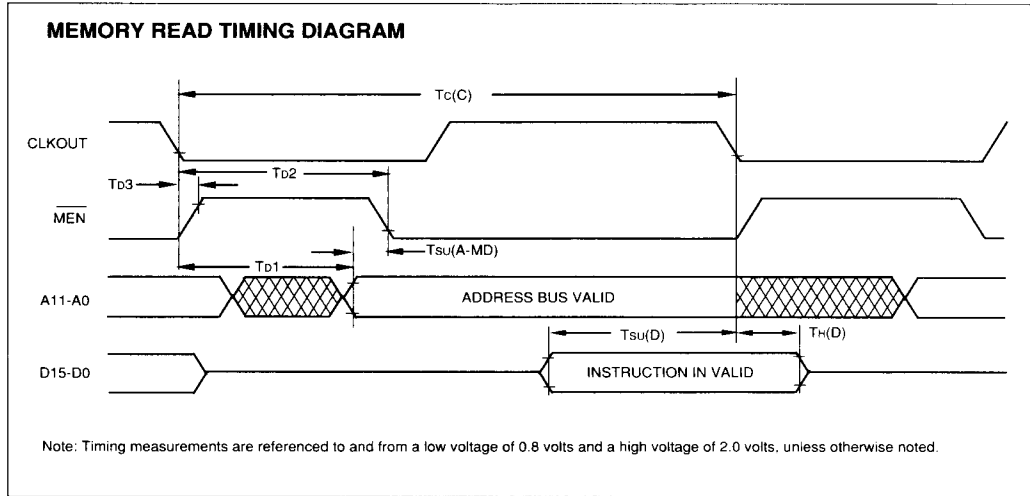 MEMORY READ TIMING DIAGRAM
TC(C)
CLKOUT
TD3
TD2
MEN
TSU(A-MD)
TD1
A11-A0
ADDRESS BUS VALID
TSU(D)
TH(D)
D15-D0
INSTRUCTION IN VALID
Note: Timing measurements are referenced to and from a low voltage of 0.8 volts and a high voltage of 2.0 volts, unless otherwise noted.